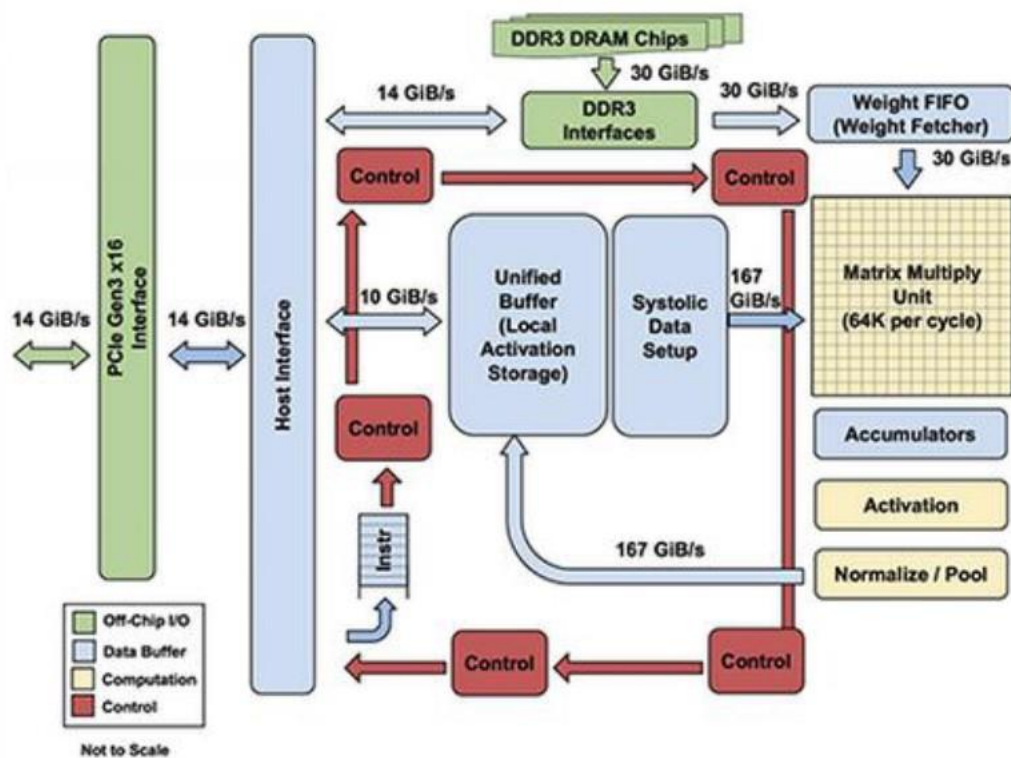 DDR3 DRAM Chips
30 GiB/s
14 GiB/s
DDR3
Interfaces
30 GiB/s
Weight FIFO
(Weight Fetcher)
30 GiB/s
Control
Control
PCIe Gen3 x16
Interface
Host Interface
14 GiB/s
14 GiB/s
10 GiB/s
Unified
Buffer
(Local
Activation
Storage)
Systolic
Data
Setup
167
GiB/s
Matrix Multiply
Unit
(64K per cycle)
Control
Accumulators
Activation
Instr
167 GiB/s
Normalize / Pool
Off-Chip I/O
Data Buffer
Computation
Control
Control
Control
Not to Scale